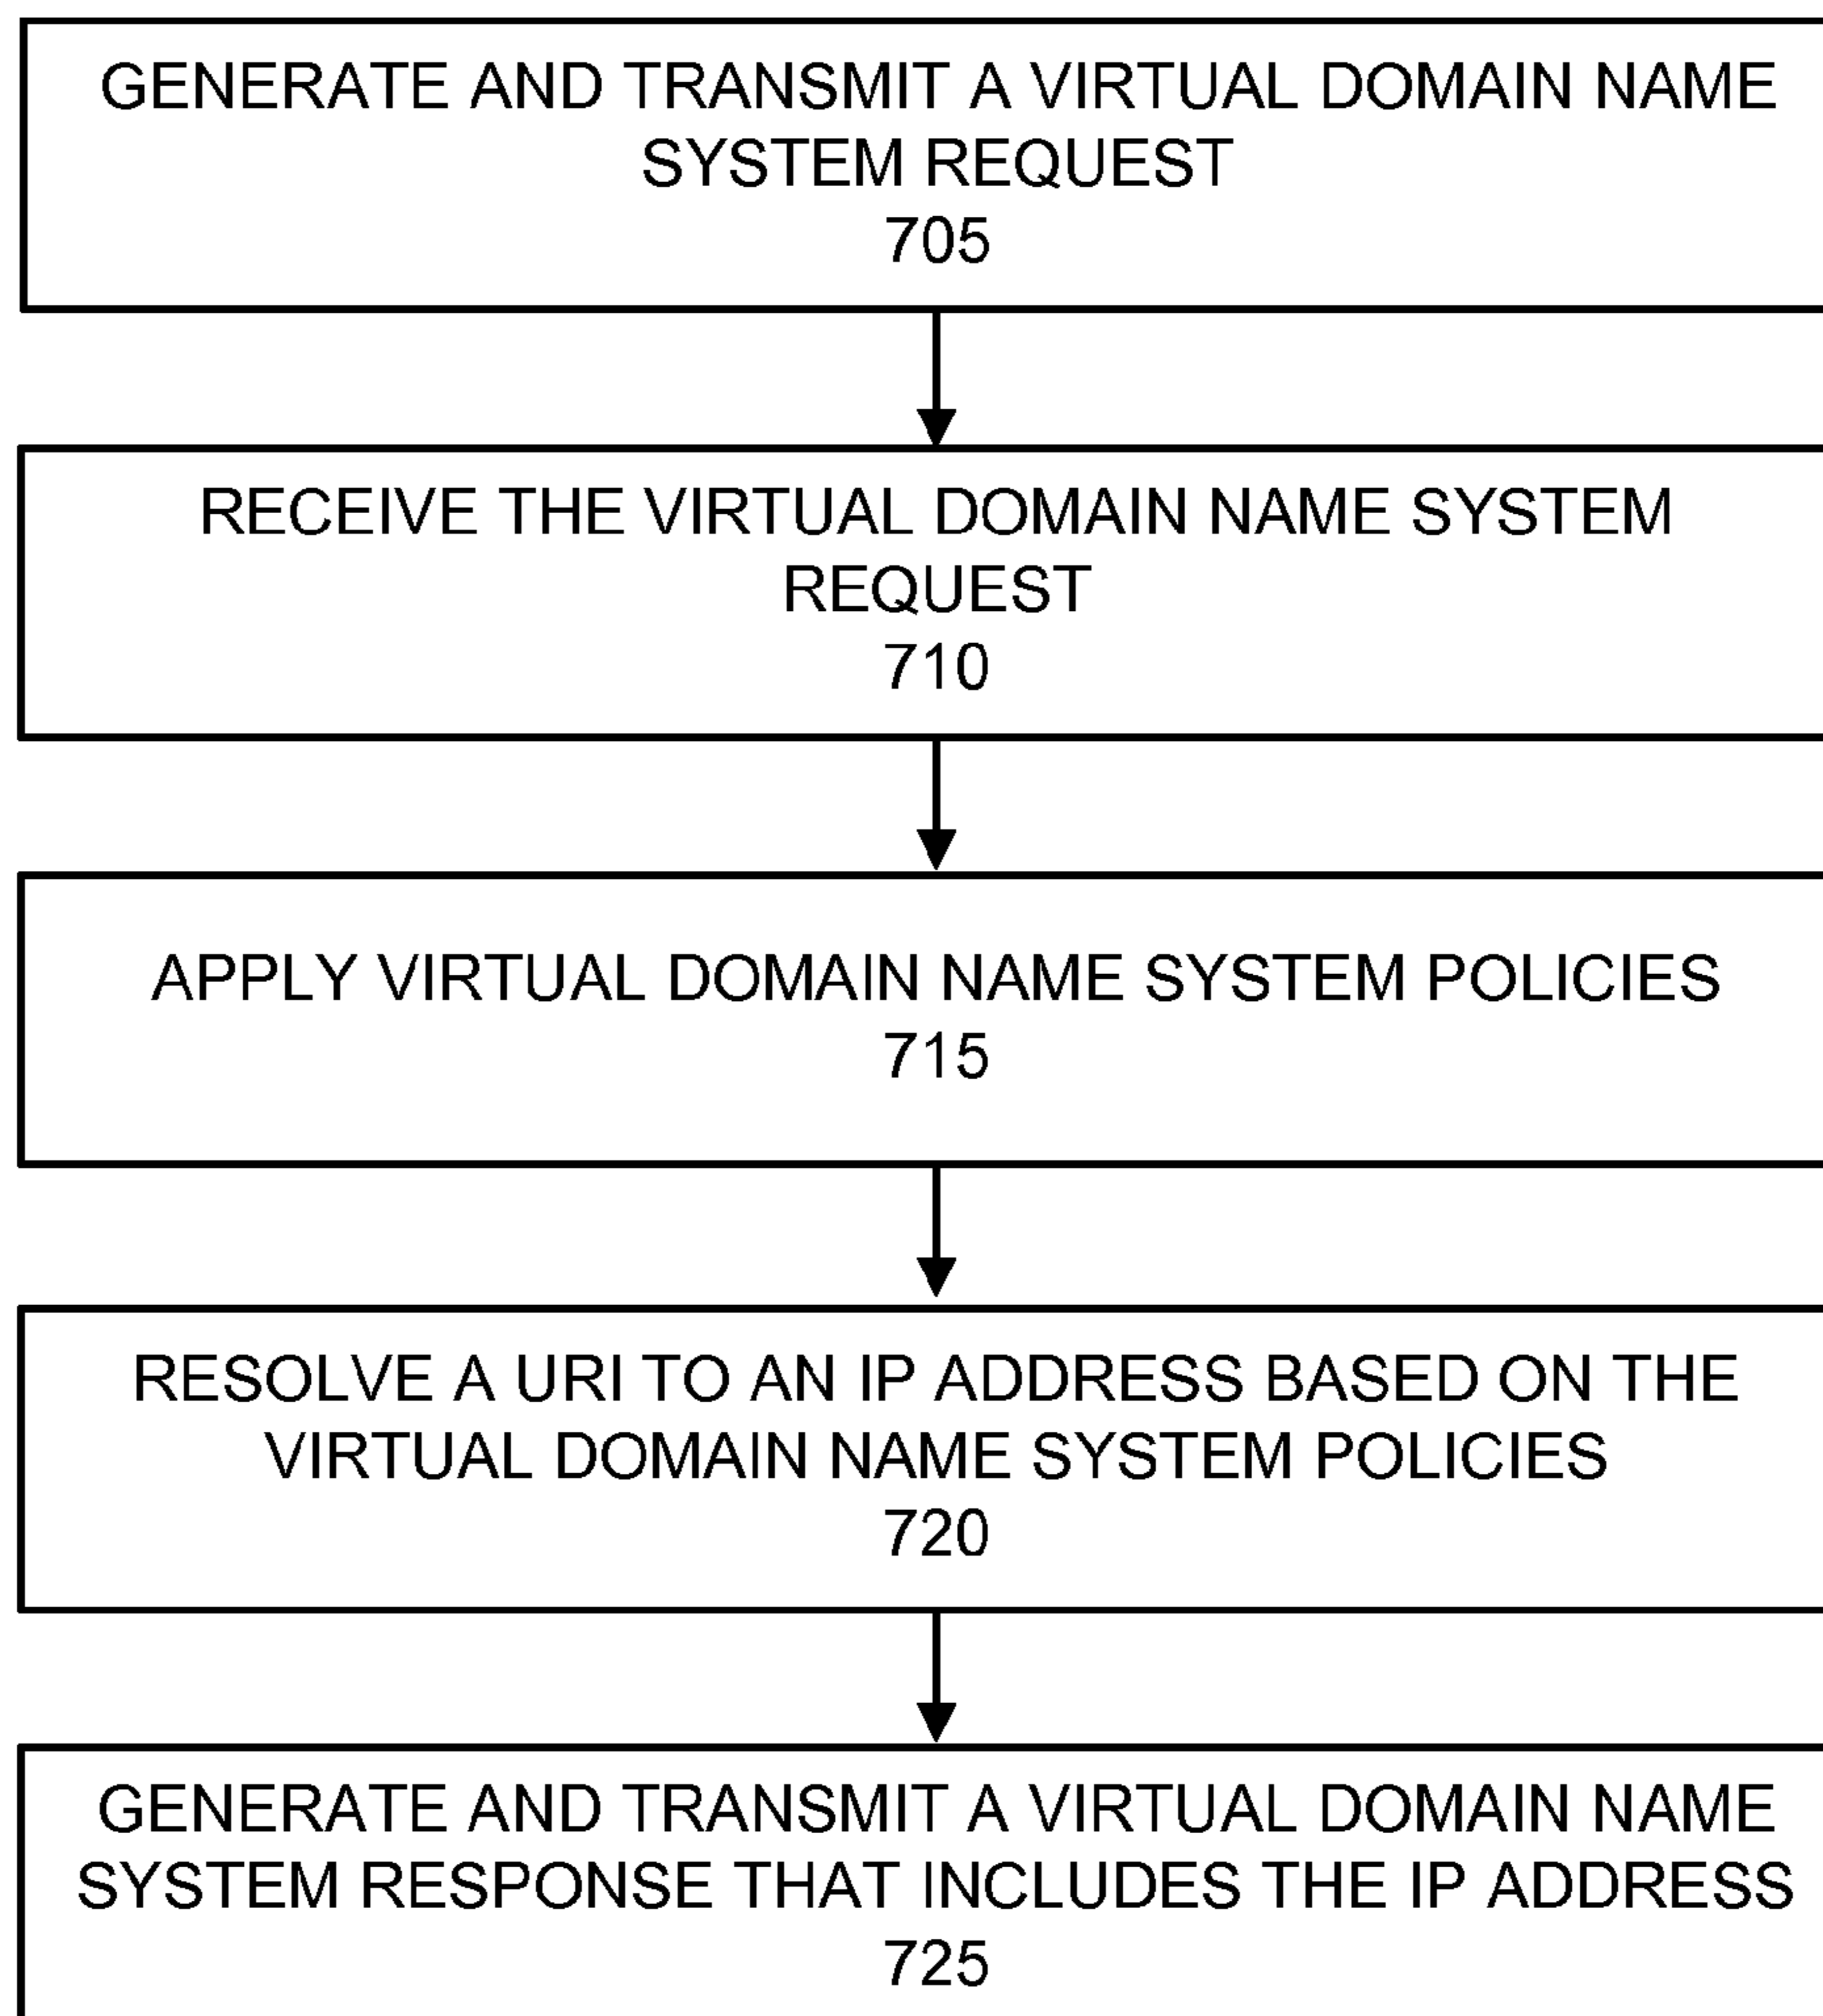 GENERATE AND TRANSMIT A VIRTUAL DOMAIN NAME
SYSTEM REQUEST
705
RECEIVE THE VIRTUAL DOMAIN NAME SYSTEM
REQUEST
710
APPLY VIRTUAL DOMAIN NAME SYSTEM POLICIES
715
RESOLVE A URI TO AN IP ADDRESS BASED ON THE
VIRTUAL DOMAIN NAME SYSTEM POLICIES
720
GENERATE AND TRANSMIT A VIRTUAL DOMAIN NAME
SYSTEM RESPONSE THAT INCLUDES THE IP ADDRESS
725